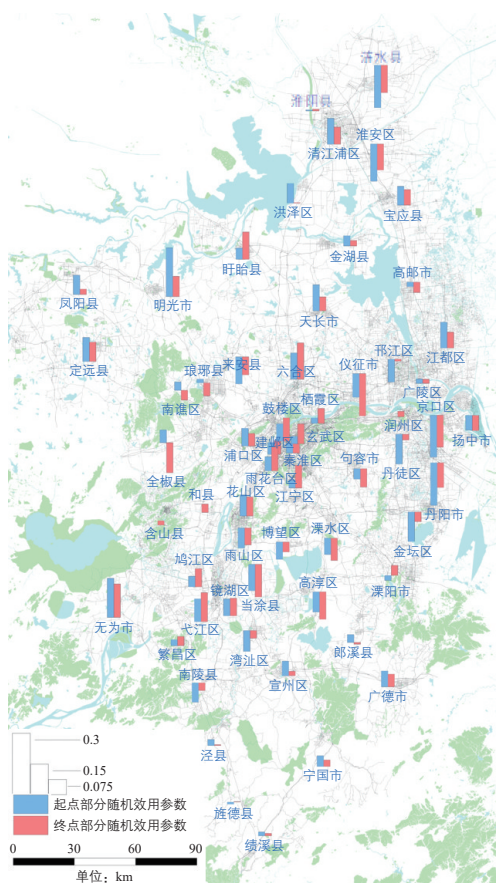 涟水县
淮阴县
淮安区
清江浦区
洪泽区
宝应县
盱眙县
金湖县
高邮市
凤阳县
明光市
天长市
定远县
琅琊区
来安县
六合区
仪征市
邗江区
江都区
南谯区
鼓楼区
栖霞区
广陵区
京口区
浦口区
建邺区
玄武区
润州区
扬中市
秦淮区
全椒县
雨花台区
句容市
丹徒区
江宁区
和县
花山区
丹阳市
含山县
博望区
溧水区
金坛区
雨山区
鸠江区
镜湖区
当涂县
高淳区
溧阳市
无为市
弋江区
繁昌区
湾沚区
郎溪县
南陵县
宣州区
广德市
泾县
宁国市
旌德县
绩溪县
0.3
0.15
0.075
起点部分随机效用参数
终点部分随机效用参数
0 30 60 90
单位：km